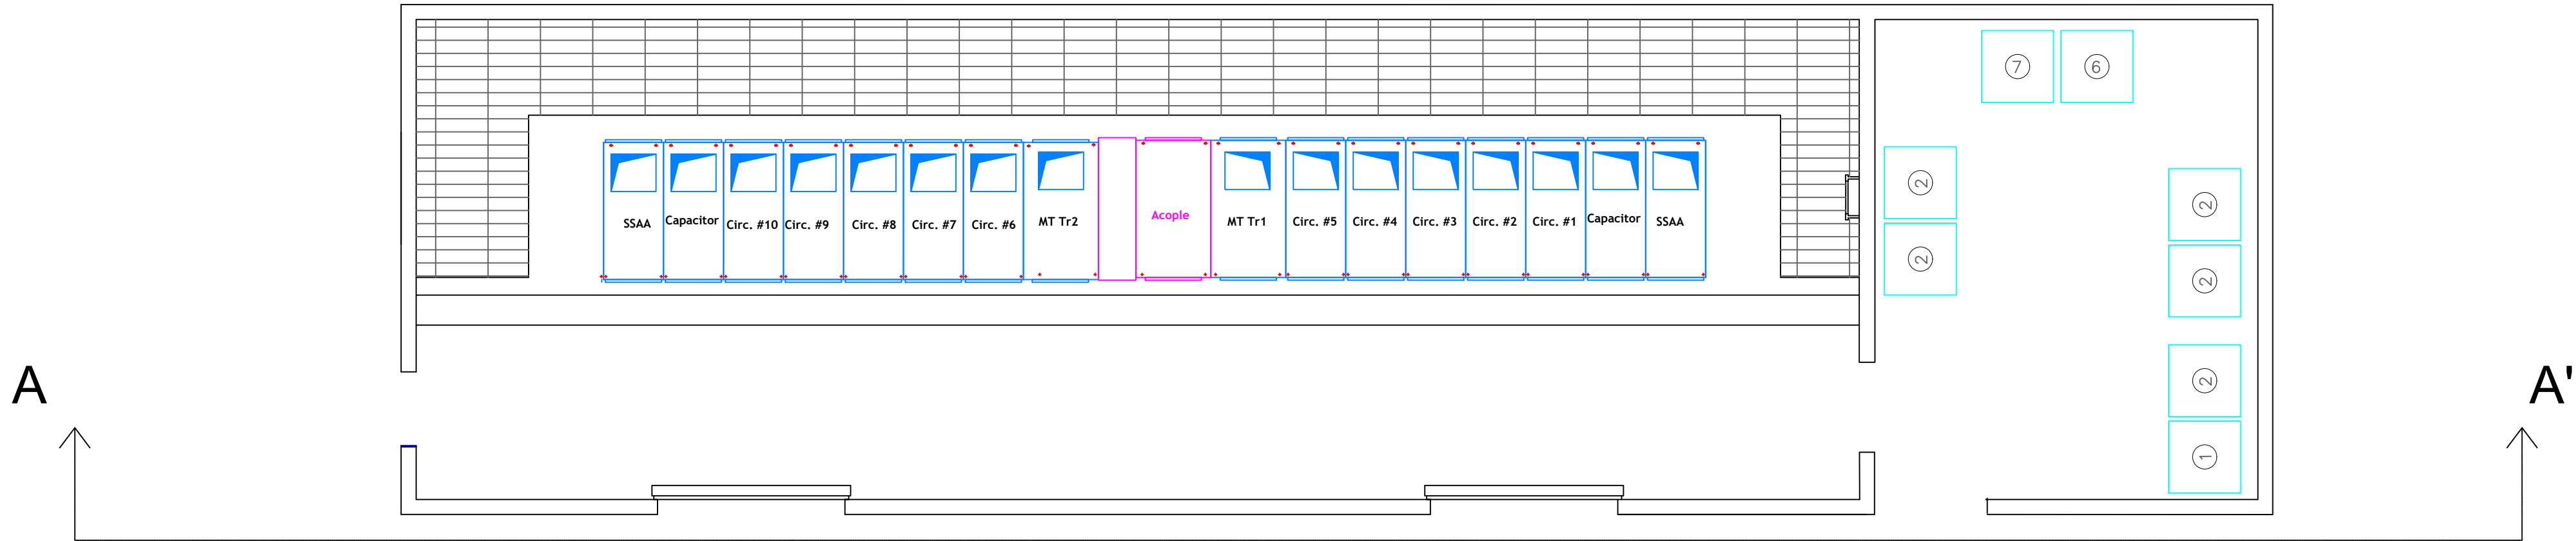 7
6
2
2
2
2
SSAA
Capacitor
Circ. #10
Circ. #9
Circ. #8
Circ. #7
Circ. #6
MT Tr2
Acople
MT Tr1
Circ. #5
Circ. #4
Circ. #3
Circ. #2
Circ. #1
Capacitor
SSAA
2
1
A
A'